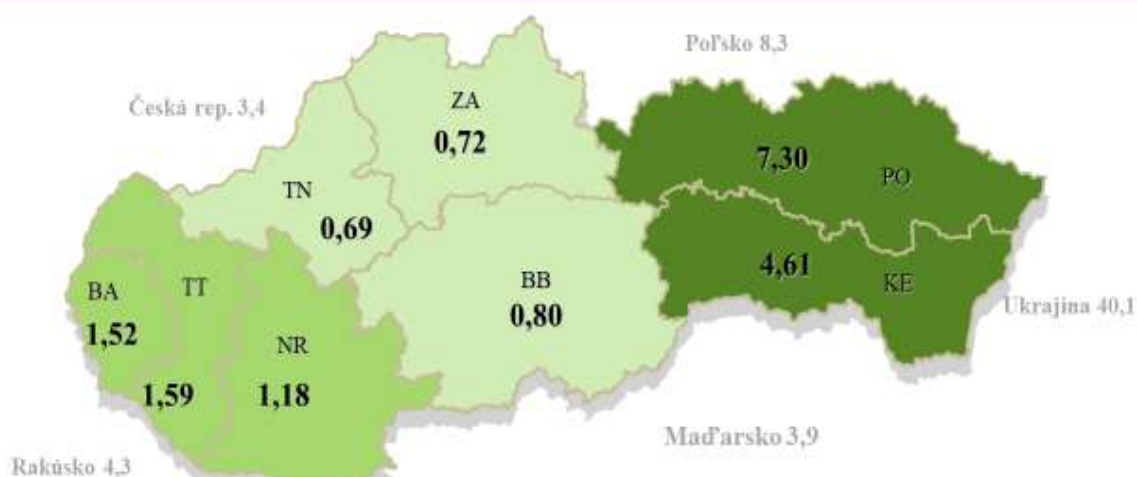 Poľsko 8,3
Česká rep. 3,4
ZA
0,72
7,30
PO
TN
0,69
4,61
KE
BA
1,52
TT
1,59
BB
0,80
NR
1,18
Ukrajina 40,1
Maďarsko 3,9
Rakúsko 4,3